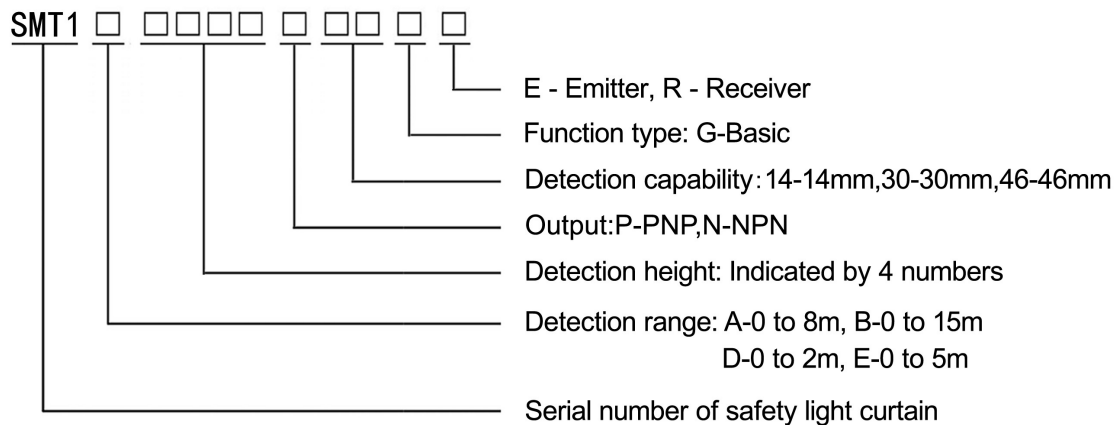 SMT1 □ □□□□ □ □□ □ □
E - Emitter, R - Receiver
Function type: G-Basic
Detection capability:14-14mm,30-30mm,46-46mm
Output:P-PNP,N-NPN
Detection height: Indicated by 4 numbers
Detection range: A-0 to 8m, B-0 to 15m
D-0 to 2m, E-0 to 5m
Serial number of safety light curtain